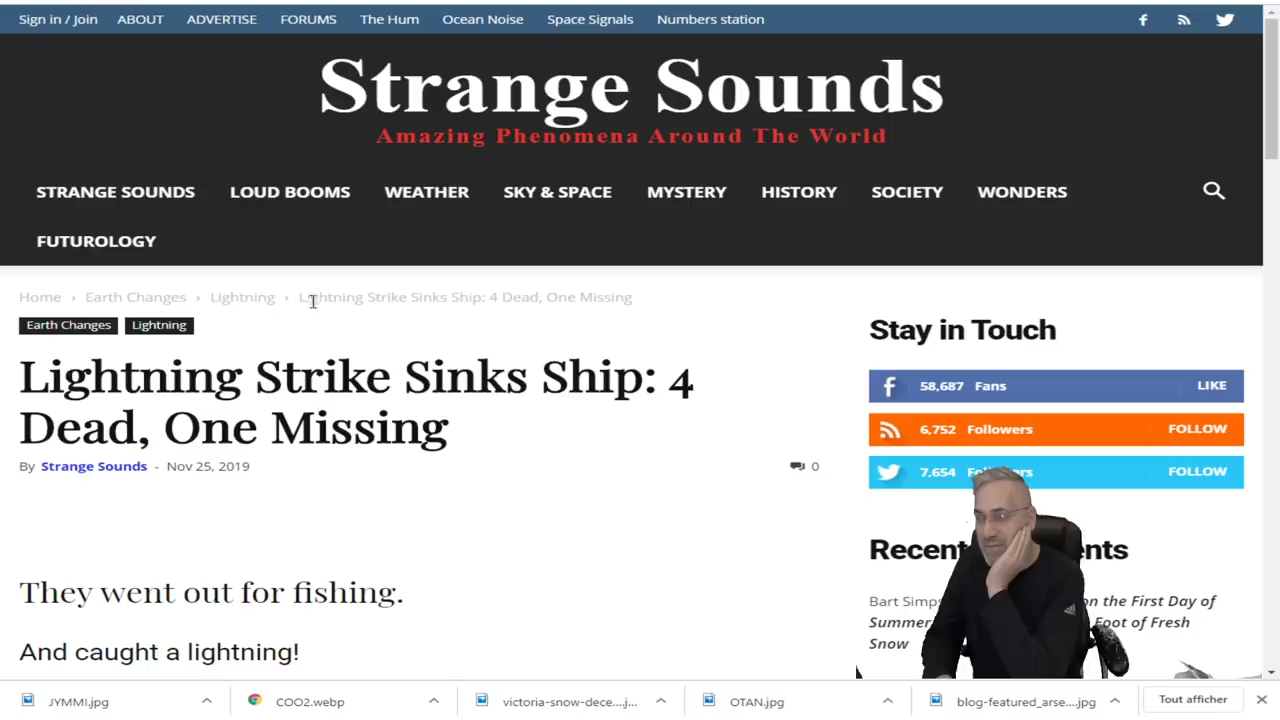 Sign in / Join ABOUT ADVERTISE FORUMS The Hum Ocean Noise Space Signals Numbers station
Strange Sounds
Amazing Phenomena Around The World
STRANGE SOUNDS LOUD BOOMS WEATHER SKY & SPACE MYSTERY HISTORY SOCIETY WONDERS
FUTUROLOGY
Home › Earth Changes › Lightning › Lightning Strike Sinks Ship: 4 Dead, One Missing
Earth Changes Lightning
Lightning Strike Sinks Ship: 4
Dead, One Missing
By Strange Sounds - Nov 25, 2019
0
They went out for fishing.
And caught a lightning!
Stay in Touch
58,687 Fans LIKE
6,752 Followers FOLLOW
7,654 Followers FOLLOW
Recent
Bart on the First Day of
Summer Foot of Fresh
Snow
JYMMI.jpg COO2.webp victoria-snow-dece....j... OTAN.jpg blog-featured_arse....jpg Tout afficher